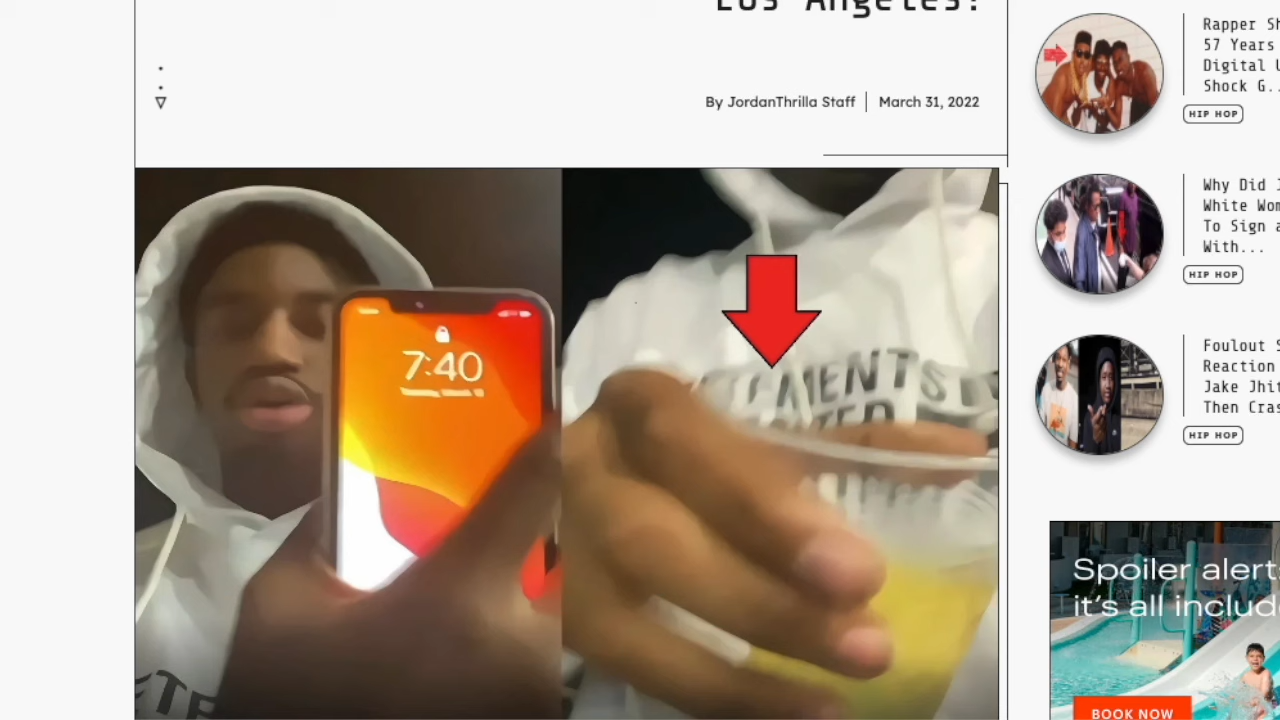 Los Angeles?
By JordanThrilla Staff
March 31, 2022
7:40
Rapper Sh
57 Years
Digital U
Shock G..
HIP HOP
Why Did J
White Wom
To Sign a
With...
HIP HOP
Foulout S
Reaction
Jake Jhit
Then Cras
HIP HOP
Spoiler alert
it's all includ
BOOK NOW